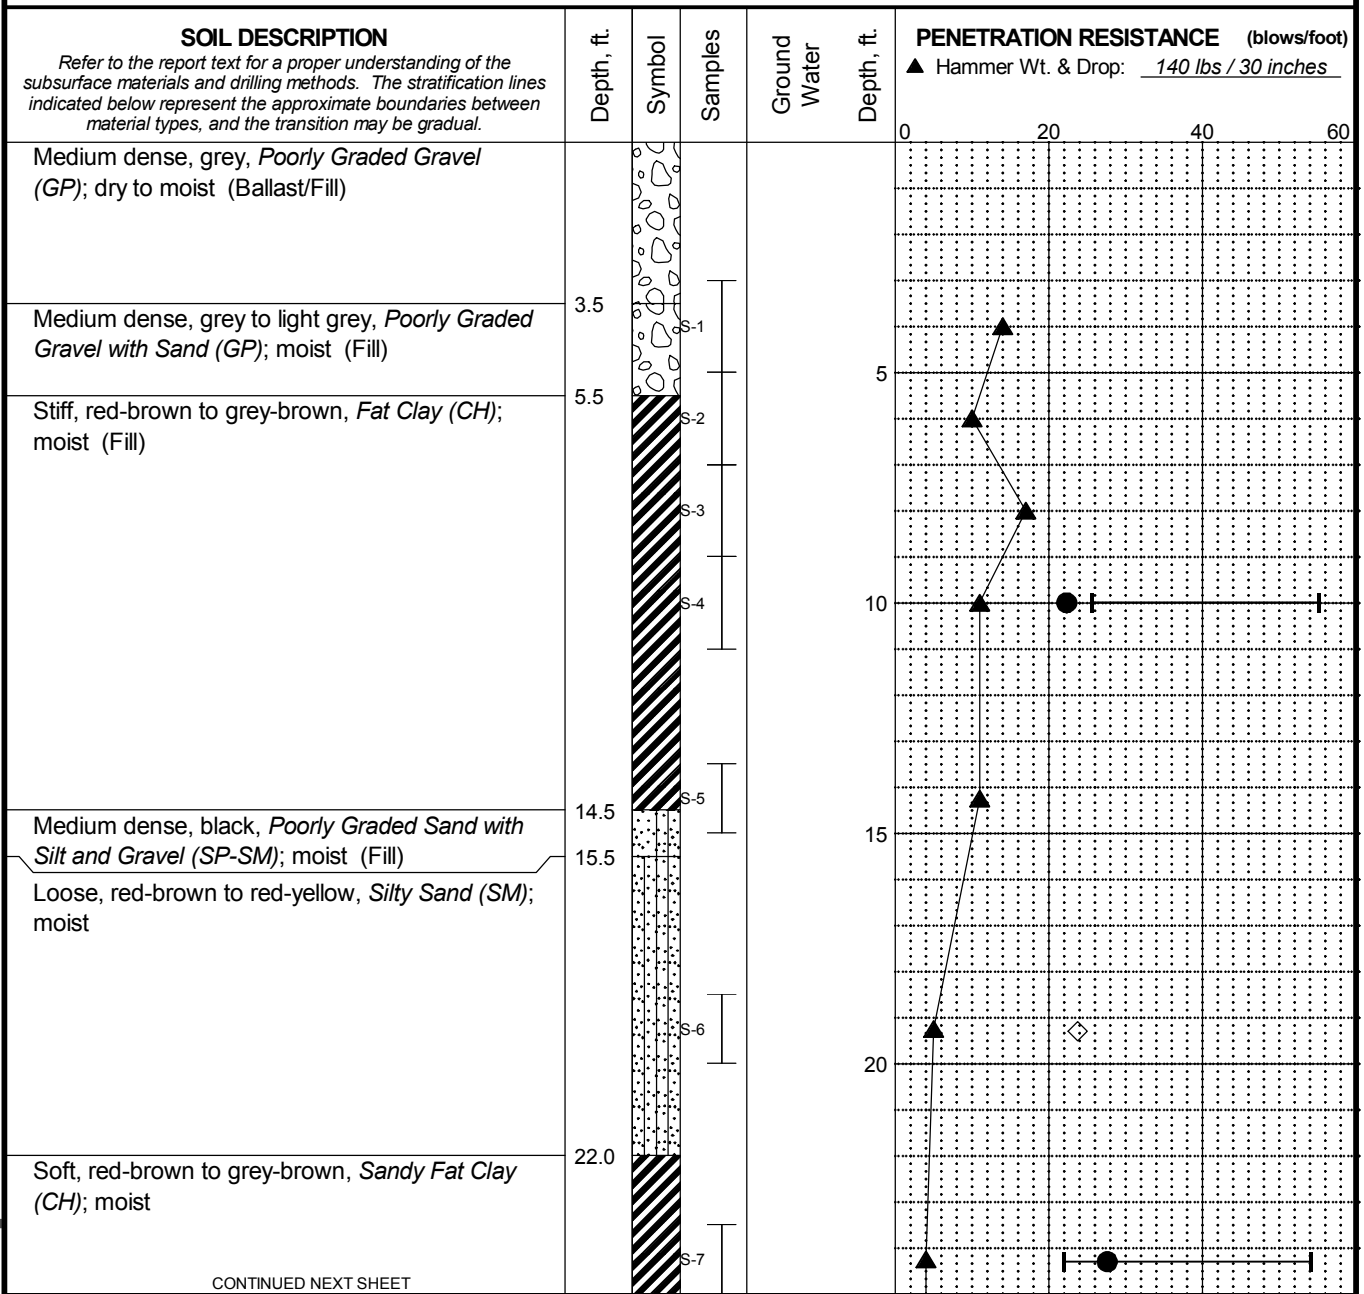 SOIL DESCRIPTION
Refer to the report text for a proper understanding of the
subsurface materials and drilling methods. The stratification lines
indicated below represent the approximate boundaries between
material types, and the transition may be gradual.
Depth, ft.
Symbol
Samples
Ground
Water
Depth, ft.
PENETRATION RESISTANCE (blows/foot)
▲ Hammer Wt. & Drop: 140 lbs / 30 inches
0 20 40 60
Medium dense, grey, Poorly Graded Gravel
(GP); dry to moist (Ballast/Fill)
3.5
Medium dense, grey to light grey, Poorly Graded
Gravel with Sand (GP); moist (Fill)
S-1
5
5.5
Stiff, red-brown to grey-brown, Fat Clay (CH);
moist (Fill)
S-2
S-3
S-4
10
S-5
14.5
Medium dense, black, Poorly Graded Sand with
Silt and Gravel (SP-SM); moist (Fill)
15
15.5
Loose, red-brown to red-yellow, Silty Sand (SM);
moist
S-6
20
22.0
Soft, red-brown to grey-brown, Sandy Fat Clay
(CH); moist
S-7
CONTINUED NEXT SHEET